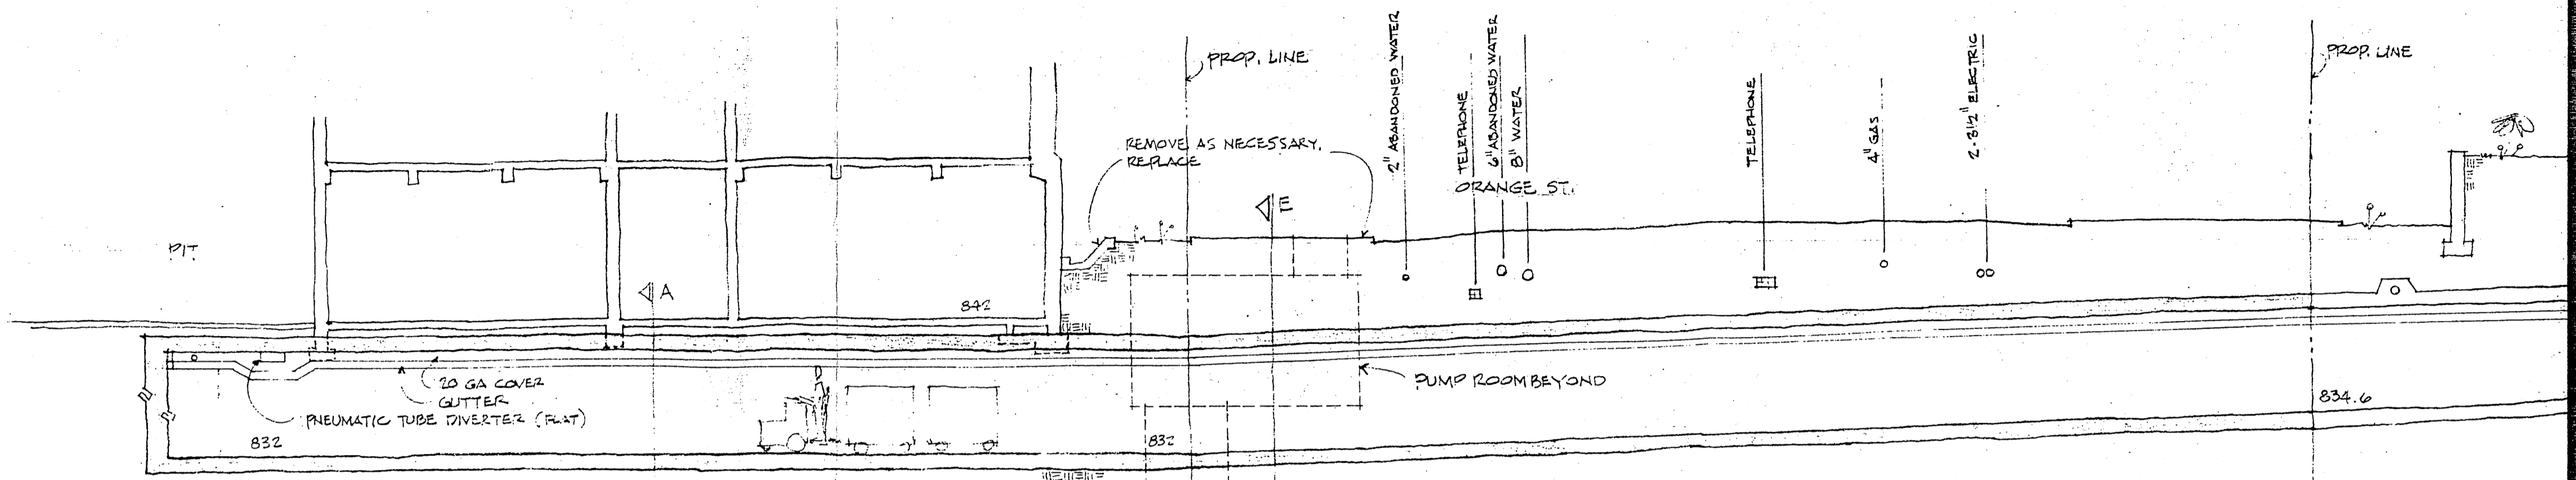 PROP. LINE
2" ABANDONED WATER
TELEPHONE
6" ABANDONED WATER
8" WATER
ORANGE ST.
TELEPHONE
4" GAS
2-3 1/2" ELECTRIC
PROP. LINE
REMOVE AS NECESSARY.
REPLACE
E
PIT
A
842
20 GA COVER
GUTTER
PNEUMATIC TUBE DIVERTER (FLAT)
PUMP ROOM BEYOND
832
832
834.6